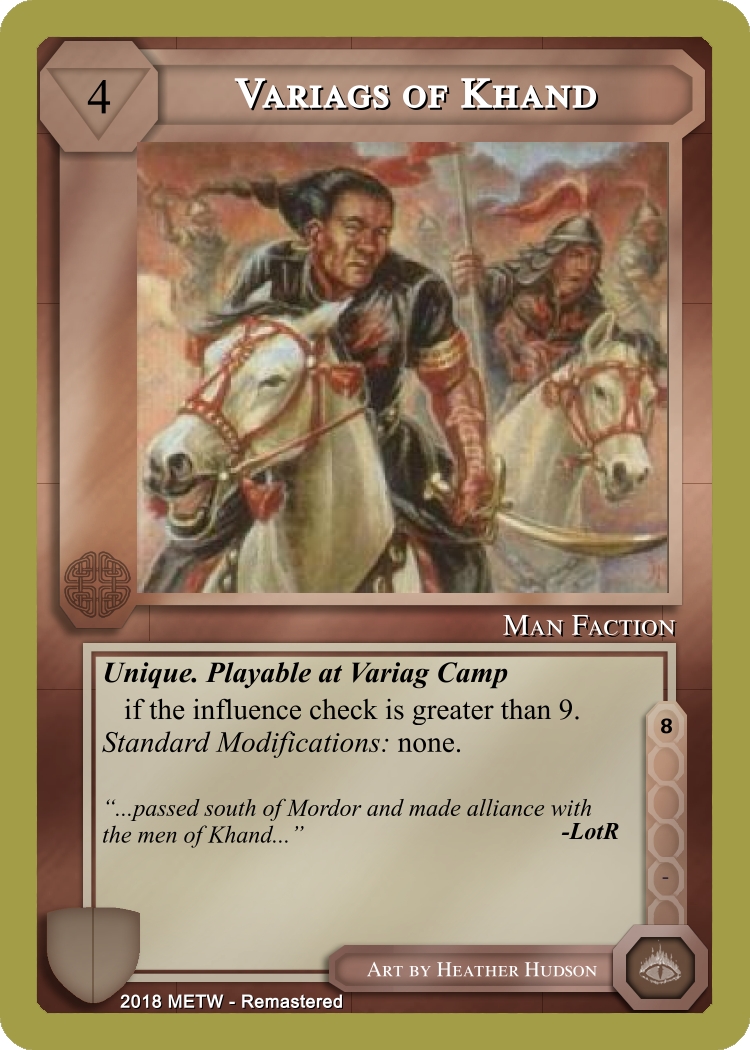 4
VARIAGS OF KHAND
MAN FACTION
Unique. Playable at Variag Camp
if the influence check is greater than 9.
Standard Modifications: none.
8
“...passed south of Mordor and made alliance with
the men of Khand...” -LotR
-
ART BY HEATHER HUDSON
2018 METW - Remastered